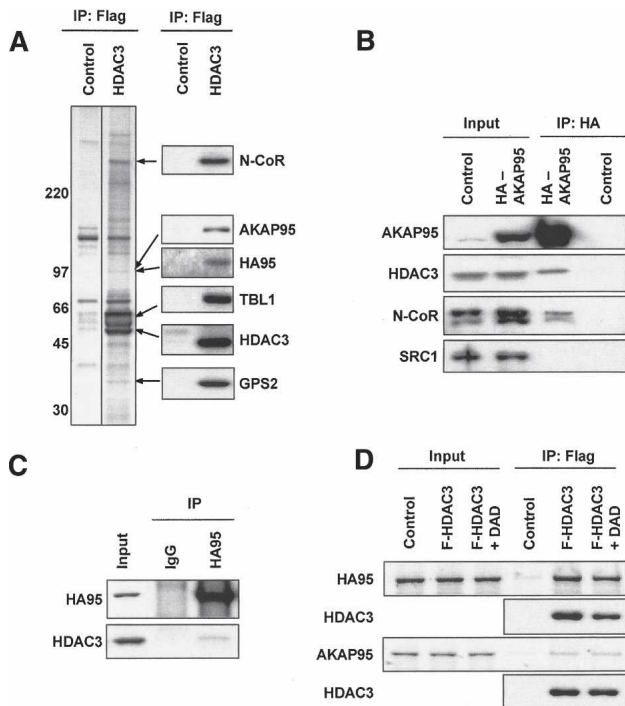 A
IP: Flag
IP: Flag
Control
HDAC3
Control
HDAC3
220
97
66
45
30
N-CoR
AKAP95
HA95
TBL1
HDAC3
GPS2
B
Input
IP: HA
Control
HA –
AKAP95
HA –
AKAP95
Control
AKAP95
HDAC3
N-CoR
SRC1
C
IP
Input
IgG
HA95
HA95
HDAC3
D
Input
IP: Flag
Control
F-HDAC3
F-HDAC3
+ DAD
Control
F-HDAC3
F-HDAC3
+ DAD
HA95
HDAC3
AKAP95
HDAC3